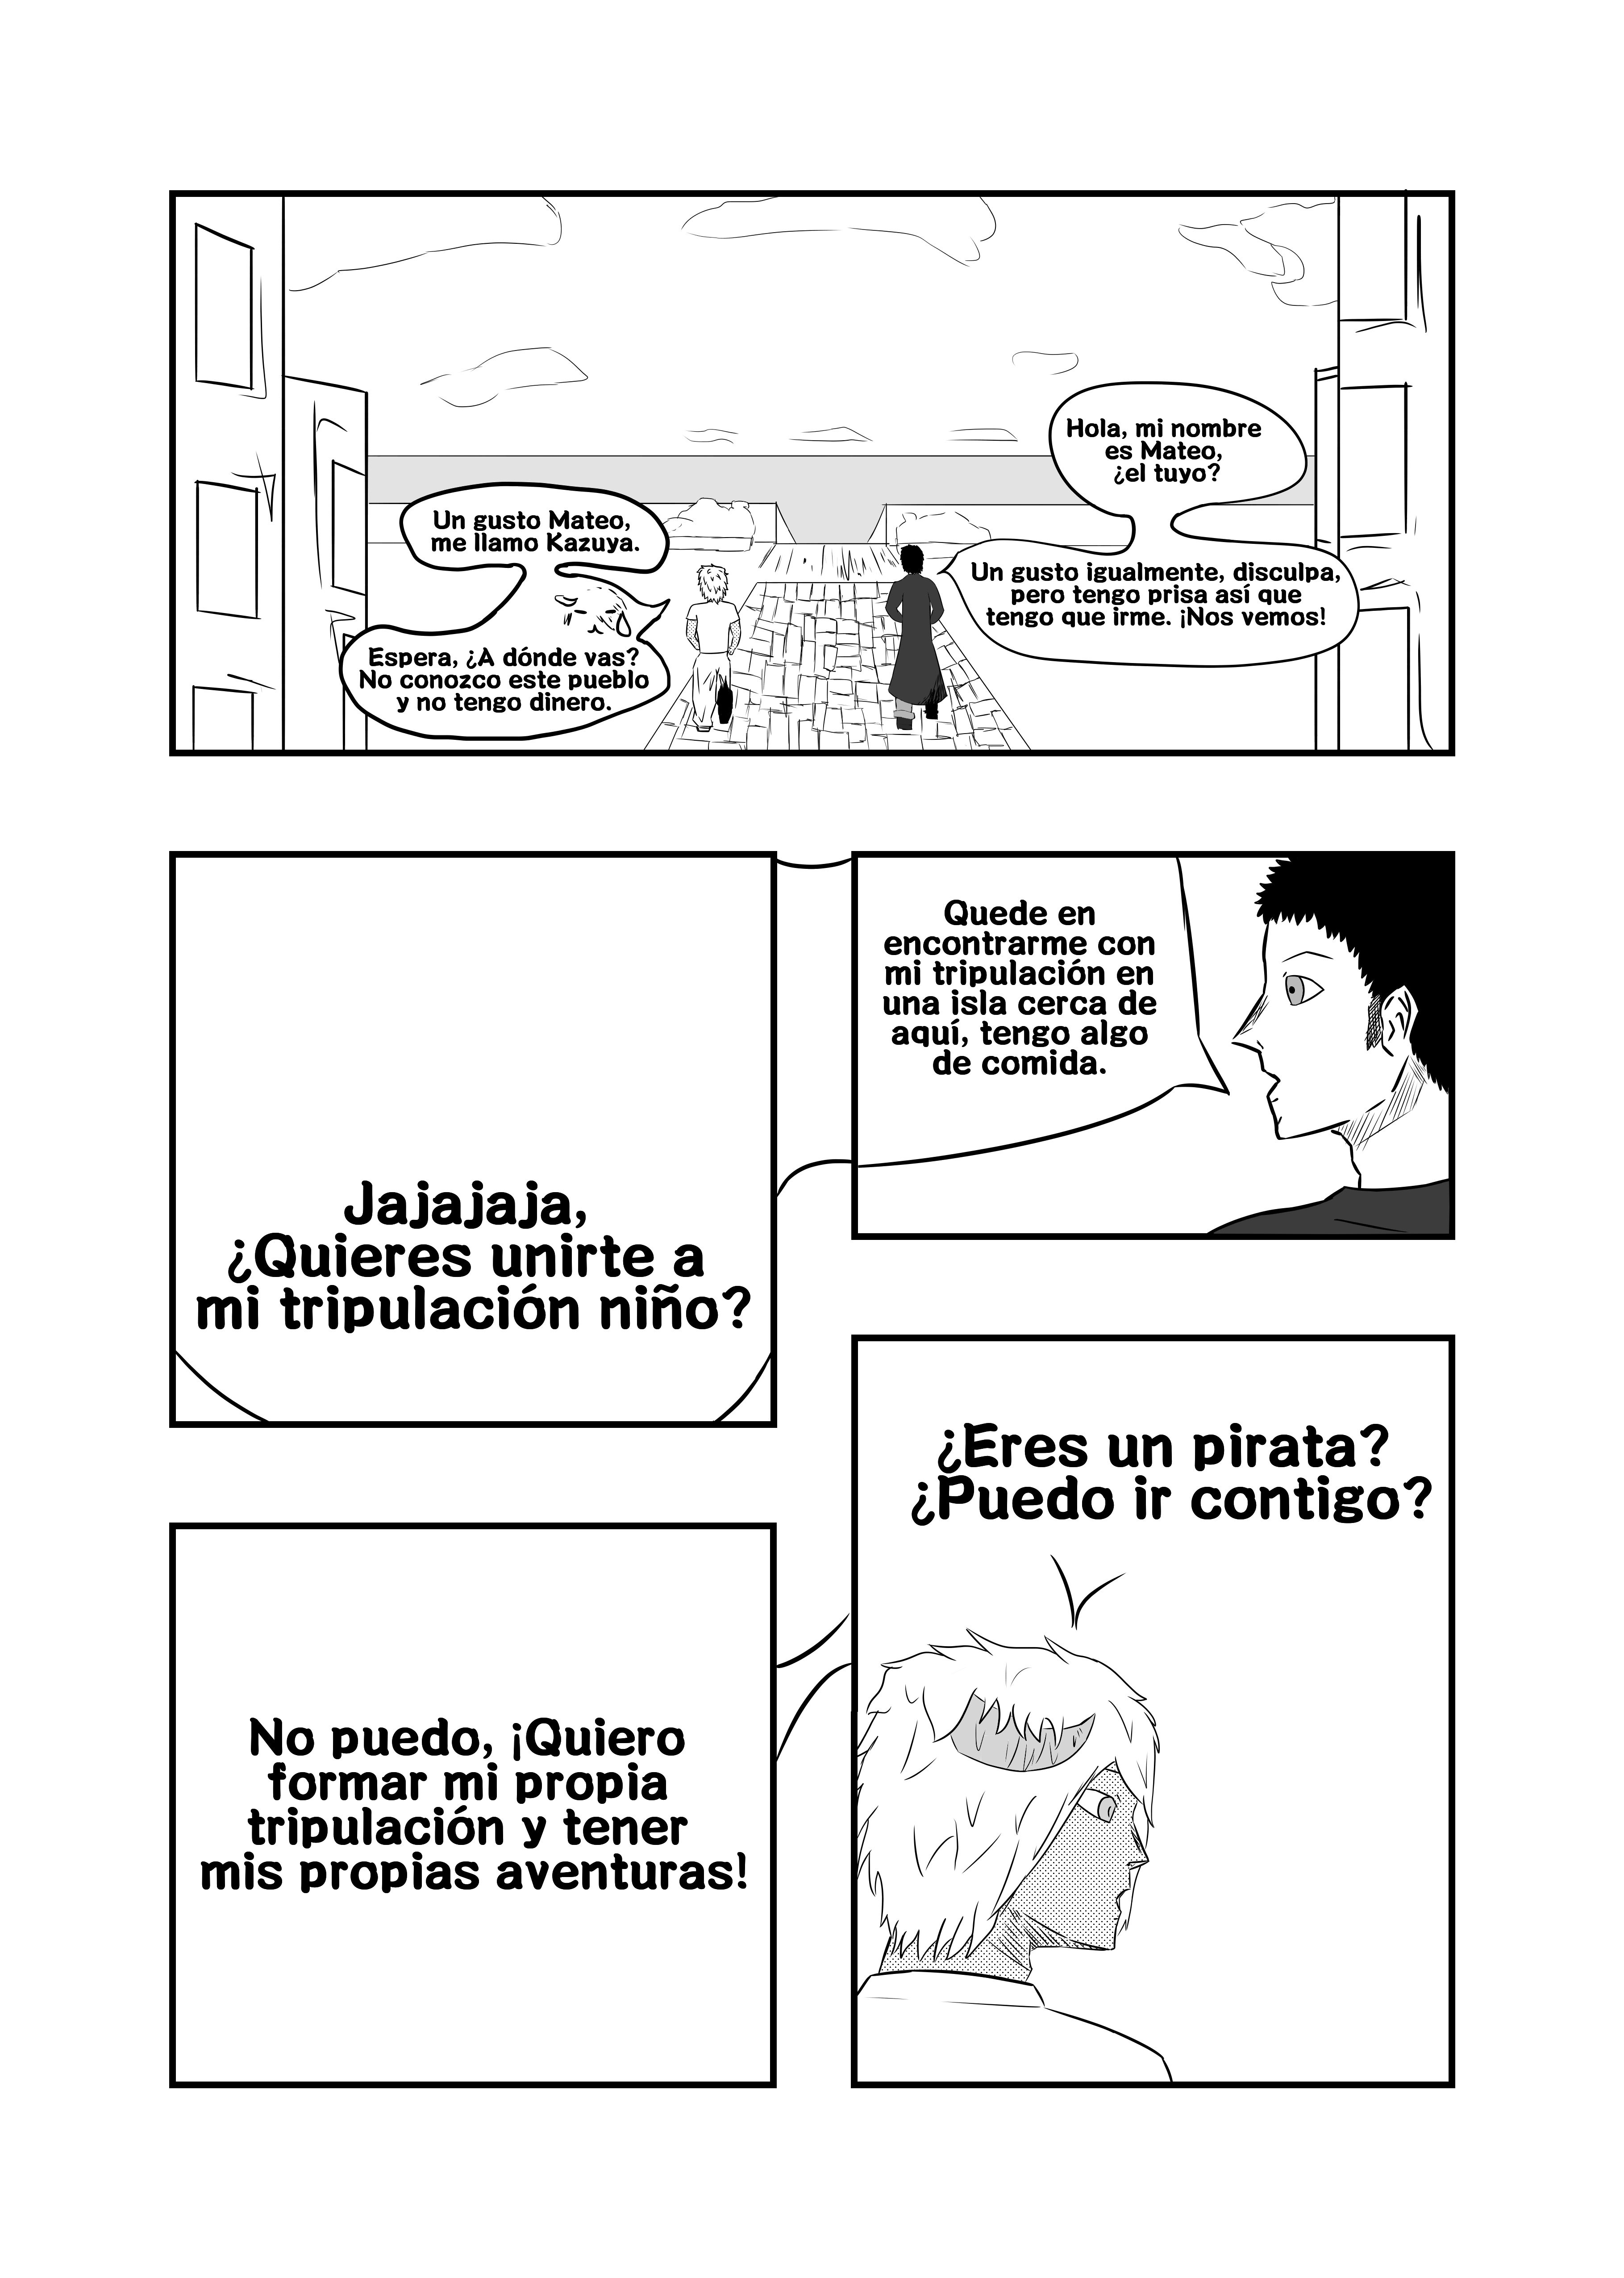 Hola, mi nombre
es Mateo,
¿el tuyo?
Un gusto Mateo,
me llamo Kazuya.
Un gusto igualmente, disculpa,
pero tengo prisa así que
tengo que irme. ¡Nos vemos!
Espera, ¿A dónde vas?
No conozco este pueblo
y no tengo dinero.
Quede en
encontrarme con
mi tripulación en
una isla cerca de
aquí, tengo algo
de comida.
Jajajaja,
¿Quieres unirte a
mi tripulación niño?
¿Eres un pirata?
¿Puedo ir contigo?
No puedo, ¡Quiero
formar mi propia
tripulación y tener
mis propias aventuras!